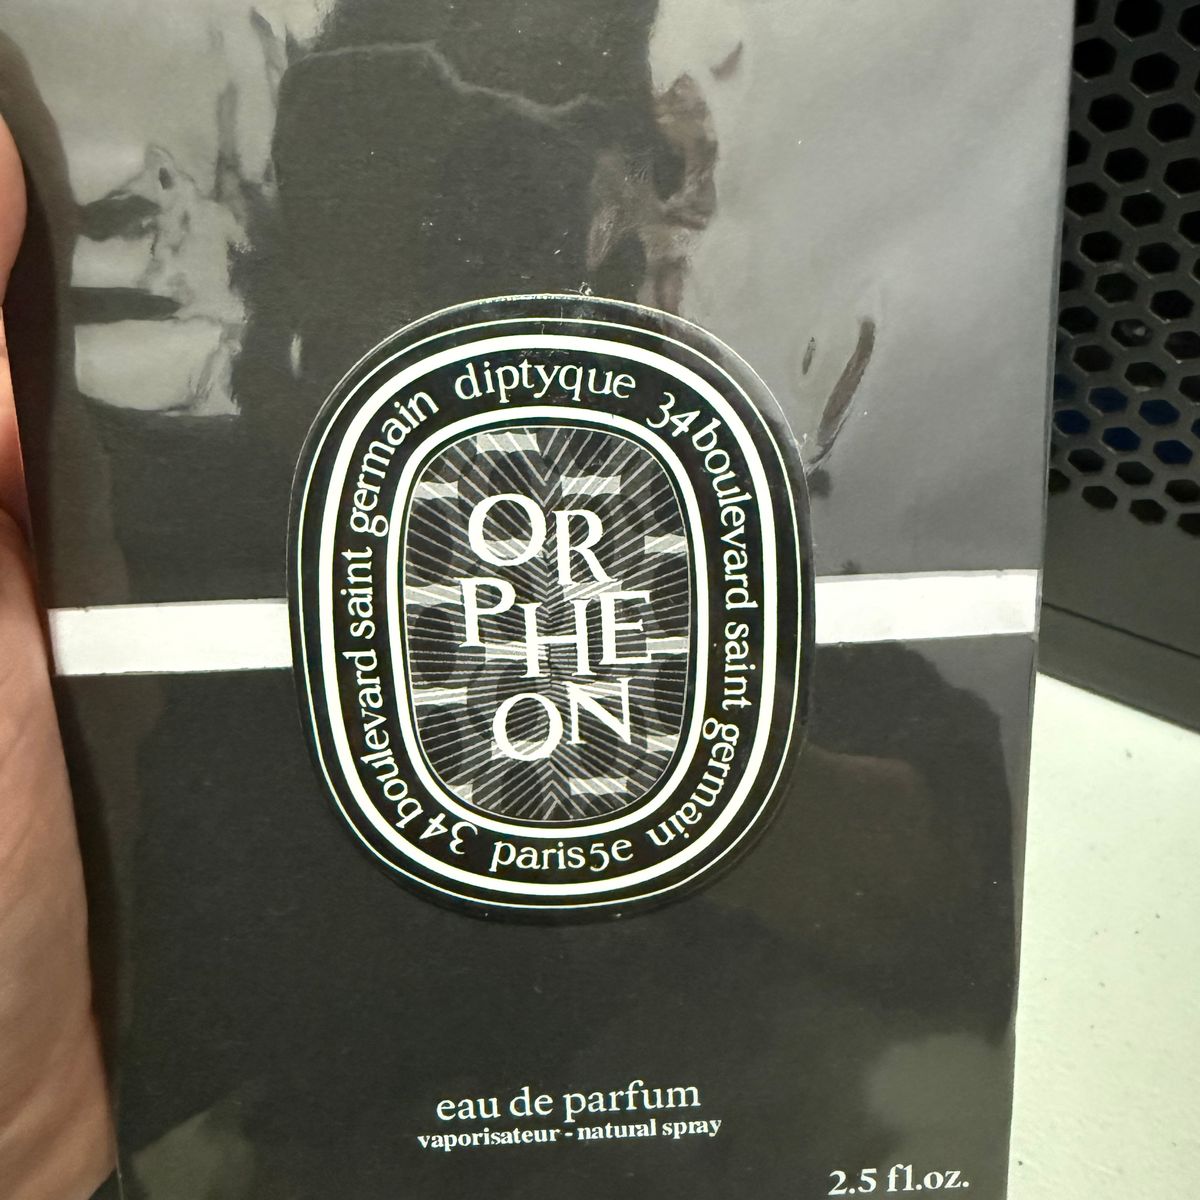 diptyque
34 boulevard saint germain
paris5e
34 boulevard saint germain
OR
PHE
ON
eau de parfum
vaporisateur - natural spray
2.5 fl.oz.